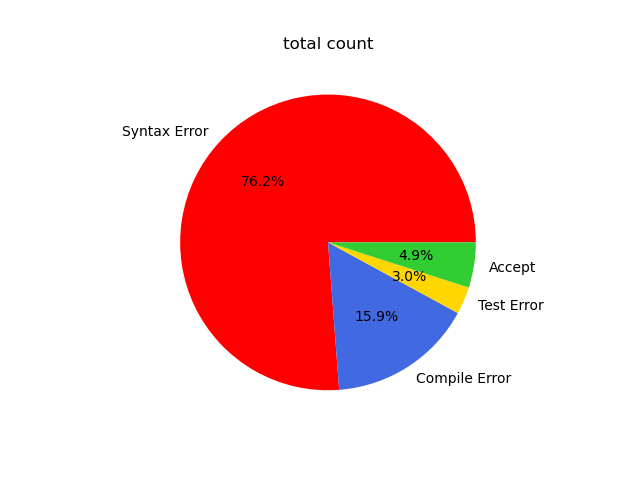 total count
Syntax Error
76.2%
4.9%
Accept
3.0%
Test Error
15.9%
Compile Error